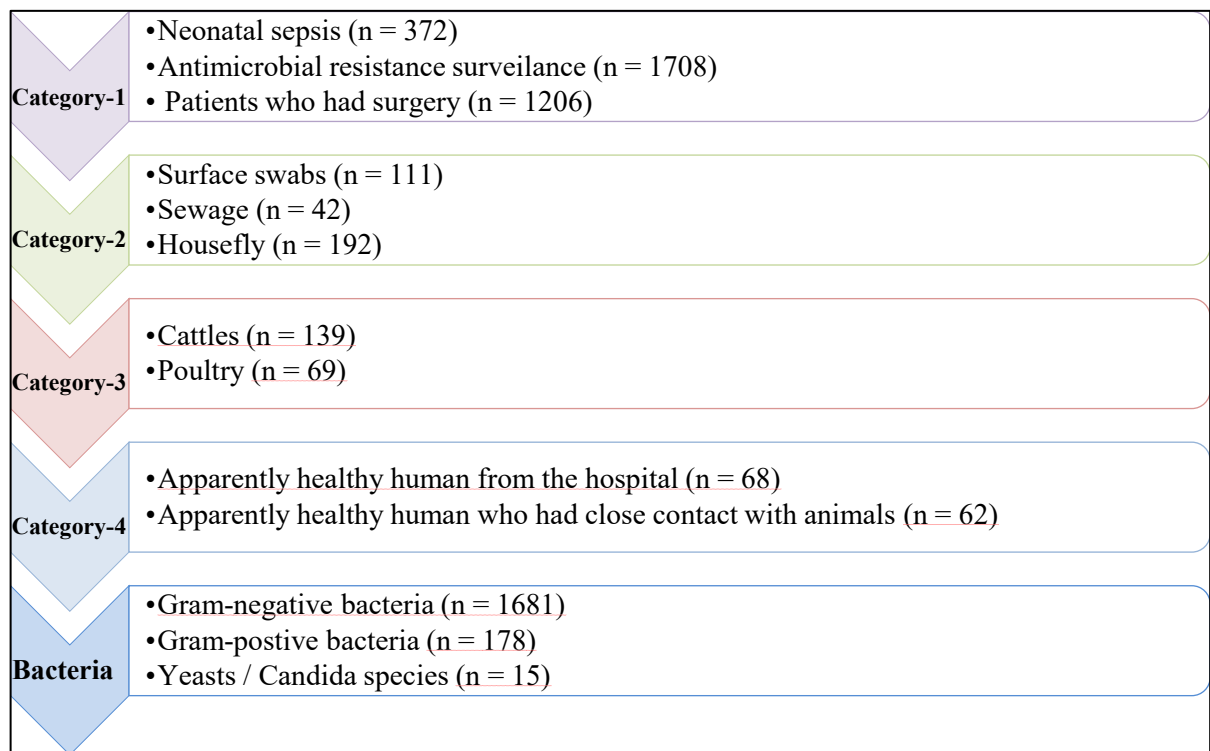 Category-1
•Neonatal sepsis (n = 372)
•Antimicrobial resistance surveilance (n = 1708)
• Patients who had surgery (n = 1206)
Category-2
•Surface swabs (n = 111)
•Sewage (n = 42)
•Housefly (n = 192)
Category-3
•Cattles (n = 139)
•Poultry (n = 69)
Category-4
•Apparently healthy human from the hospital (n = 68)
•Apparently healthy human who had close contact with animals (n = 62)
Bacteria
•Gram-negative bacteria (n = 1681)
•Gram-postive bacteria (n = 178)
•Yeasts / Candida species (n = 15)